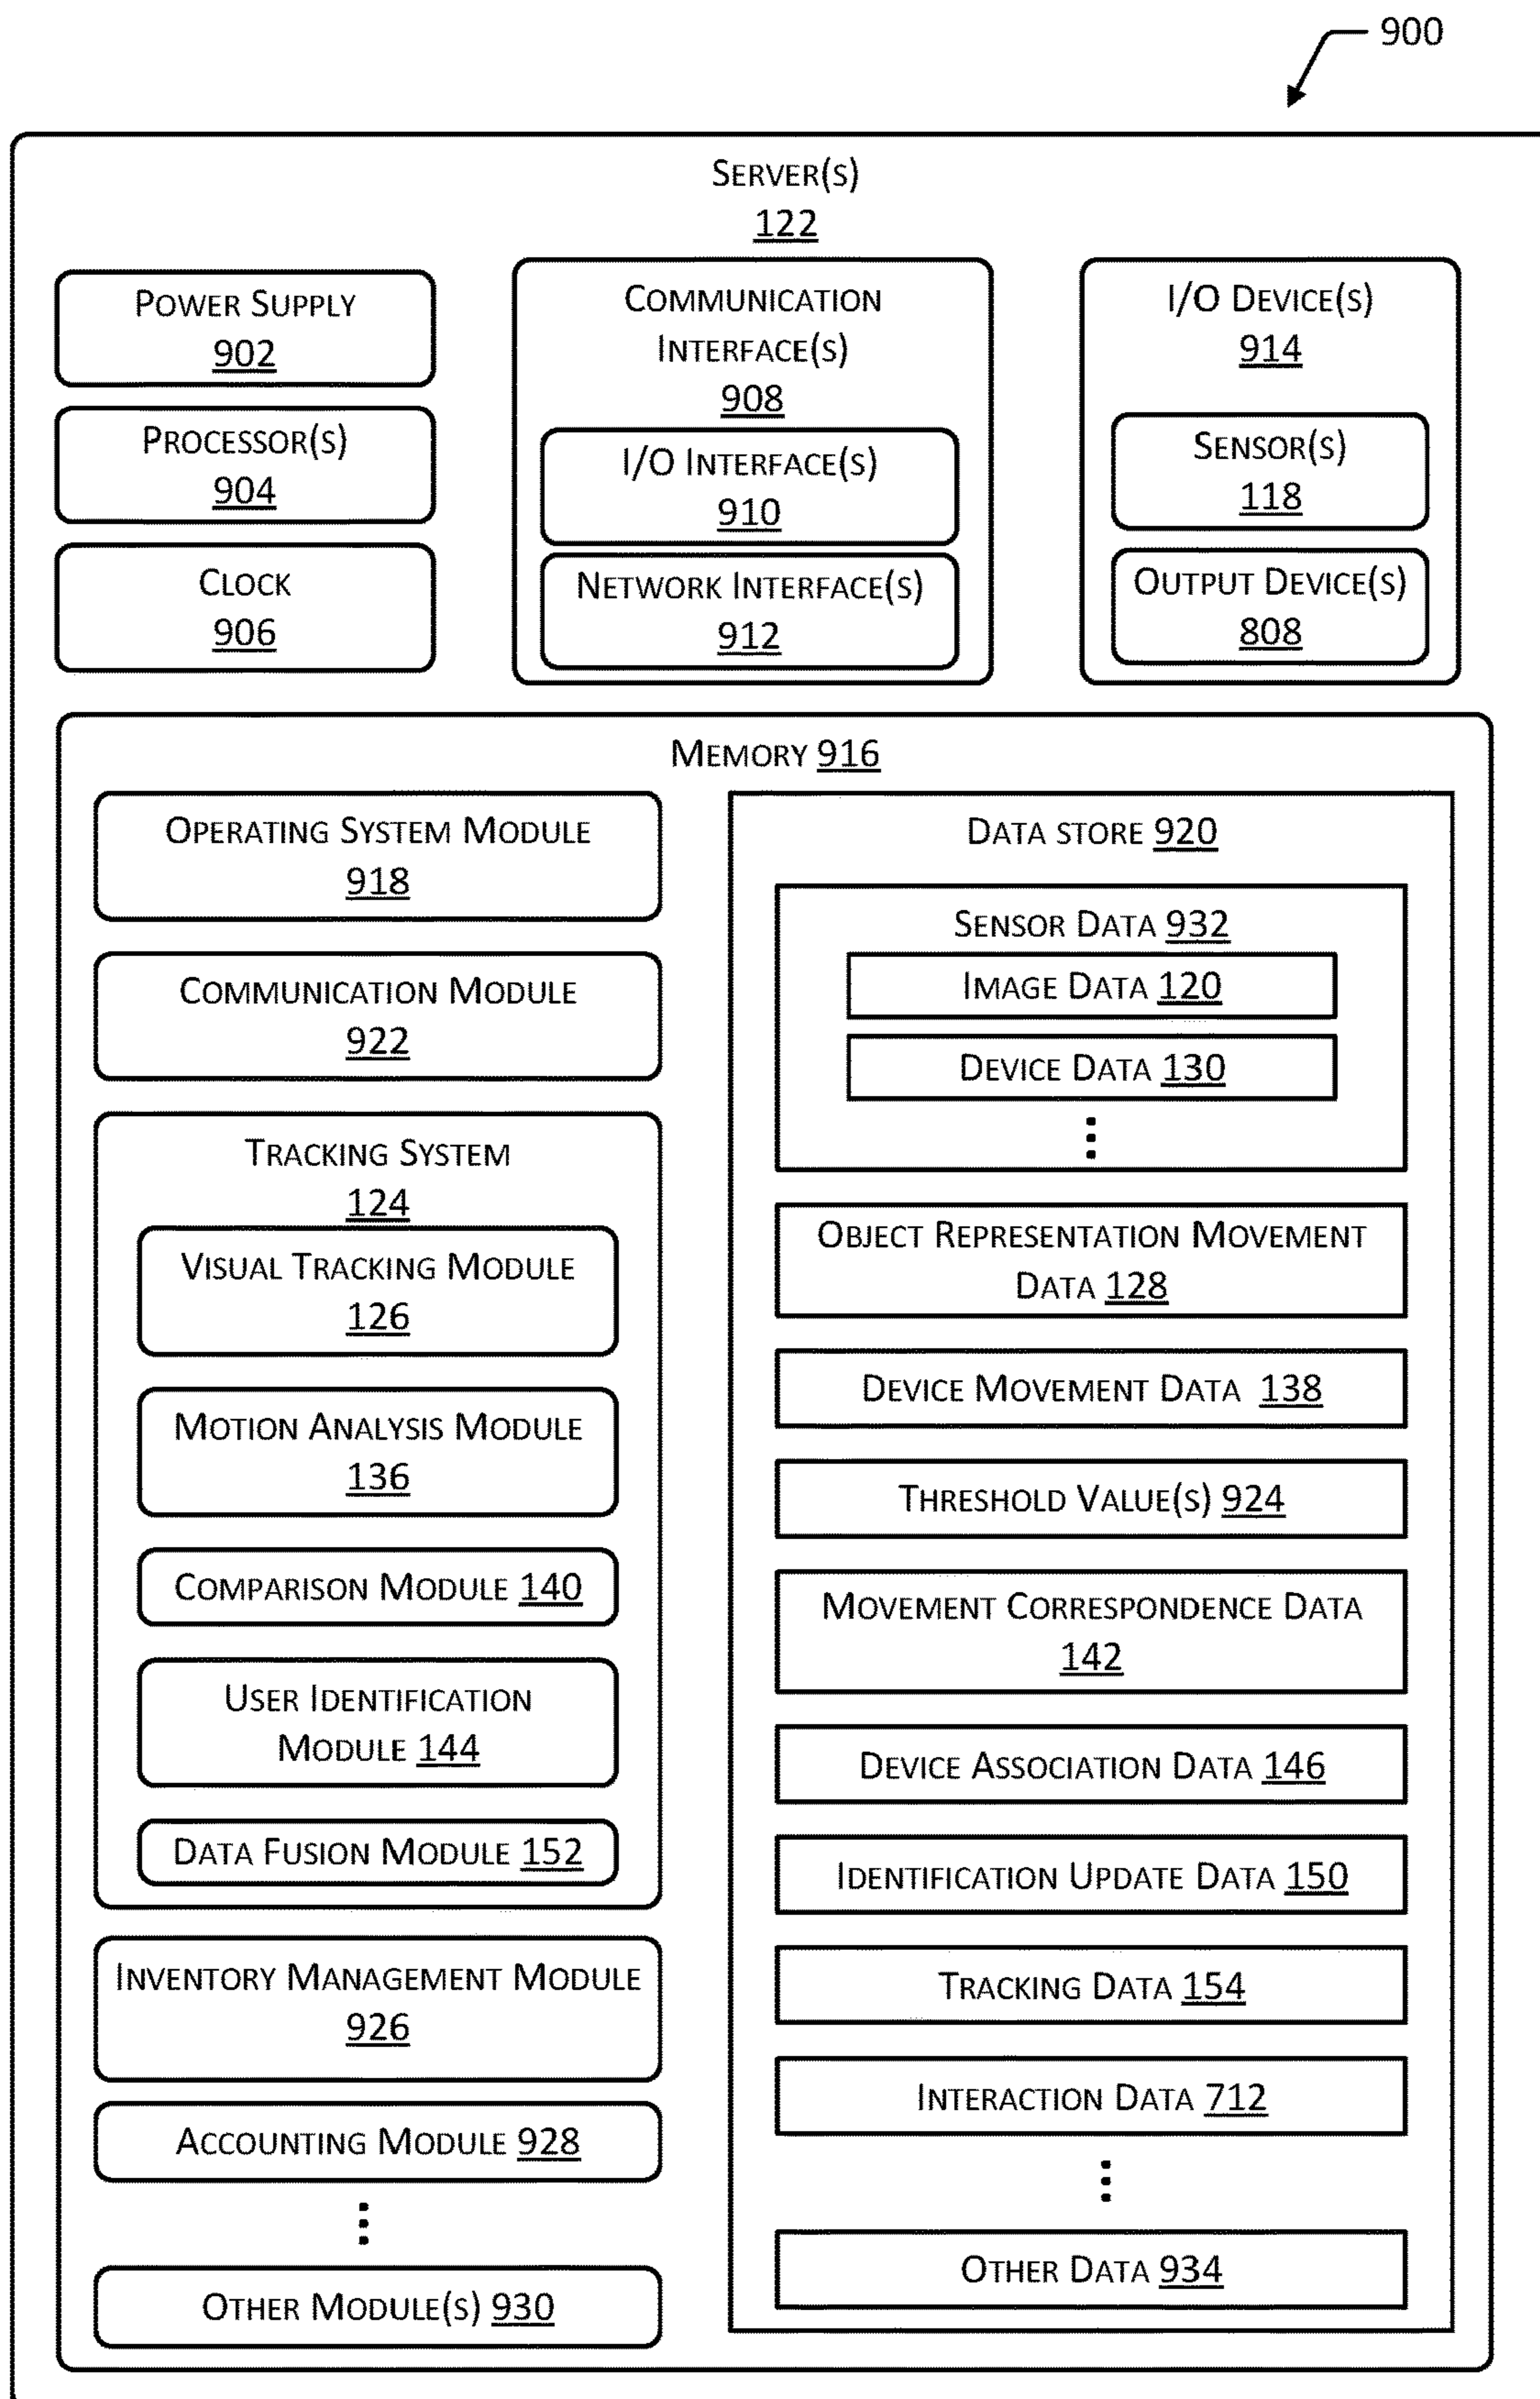 900
Server(s)
122
Power Supply
902
Processor(s)
904
Clock
906
Communication
Interface(s)
908
I/O Interface(s)
910
Network Interface(s)
912
I/O Device(s)
914
Sensor(s)
118
Output Device(s)
808
Memory 916
Operating System Module
918
Communication Module
922
Tracking System
124
Visual Tracking Module
126
Motion Analysis Module
136
Comparison Module 140
User Identification
Module 144
Data Fusion Module 152
Inventory Management Module
926
Accounting Module 928
Other Module(s) 930
Data store 920
Sensor Data 932
Image Data 120
Device Data 130
Object Representation Movement
Data 128
Device Movement Data 138
Threshold Value(s) 924
Movement Correspondence Data
142
Device Association Data 146
Identification Update Data 150
Tracking Data 154
Interaction Data 712
Other Data 934